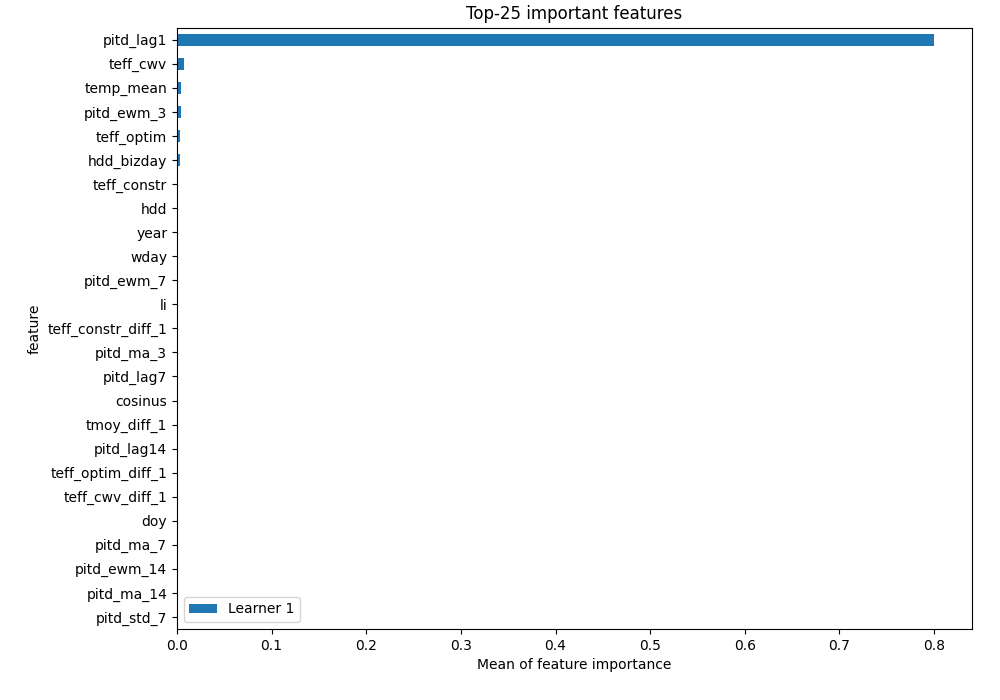 Top-25 important features
pitd_lag1
teff_cwv
temp_mean
pitd_ewm_3
teff_optim
hdd_bizday
teff_constr
hdd
year
wday
pitd_ewm_7
li
teff_constr_diff_1
pitd_ma_3
pitd_lag7
cosinus
tmoy_diff_1
pitd_lag14
teff_optim_diff_1
teff_cwv_diff_1
doy
pitd_ma_7
pitd_ewm_14
pitd_ma_14
pitd_std_7
feature
Learner 1
0.0 0.1 0.2 0.3 0.4 0.5 0.6 0.7 0.8
Mean of feature importance